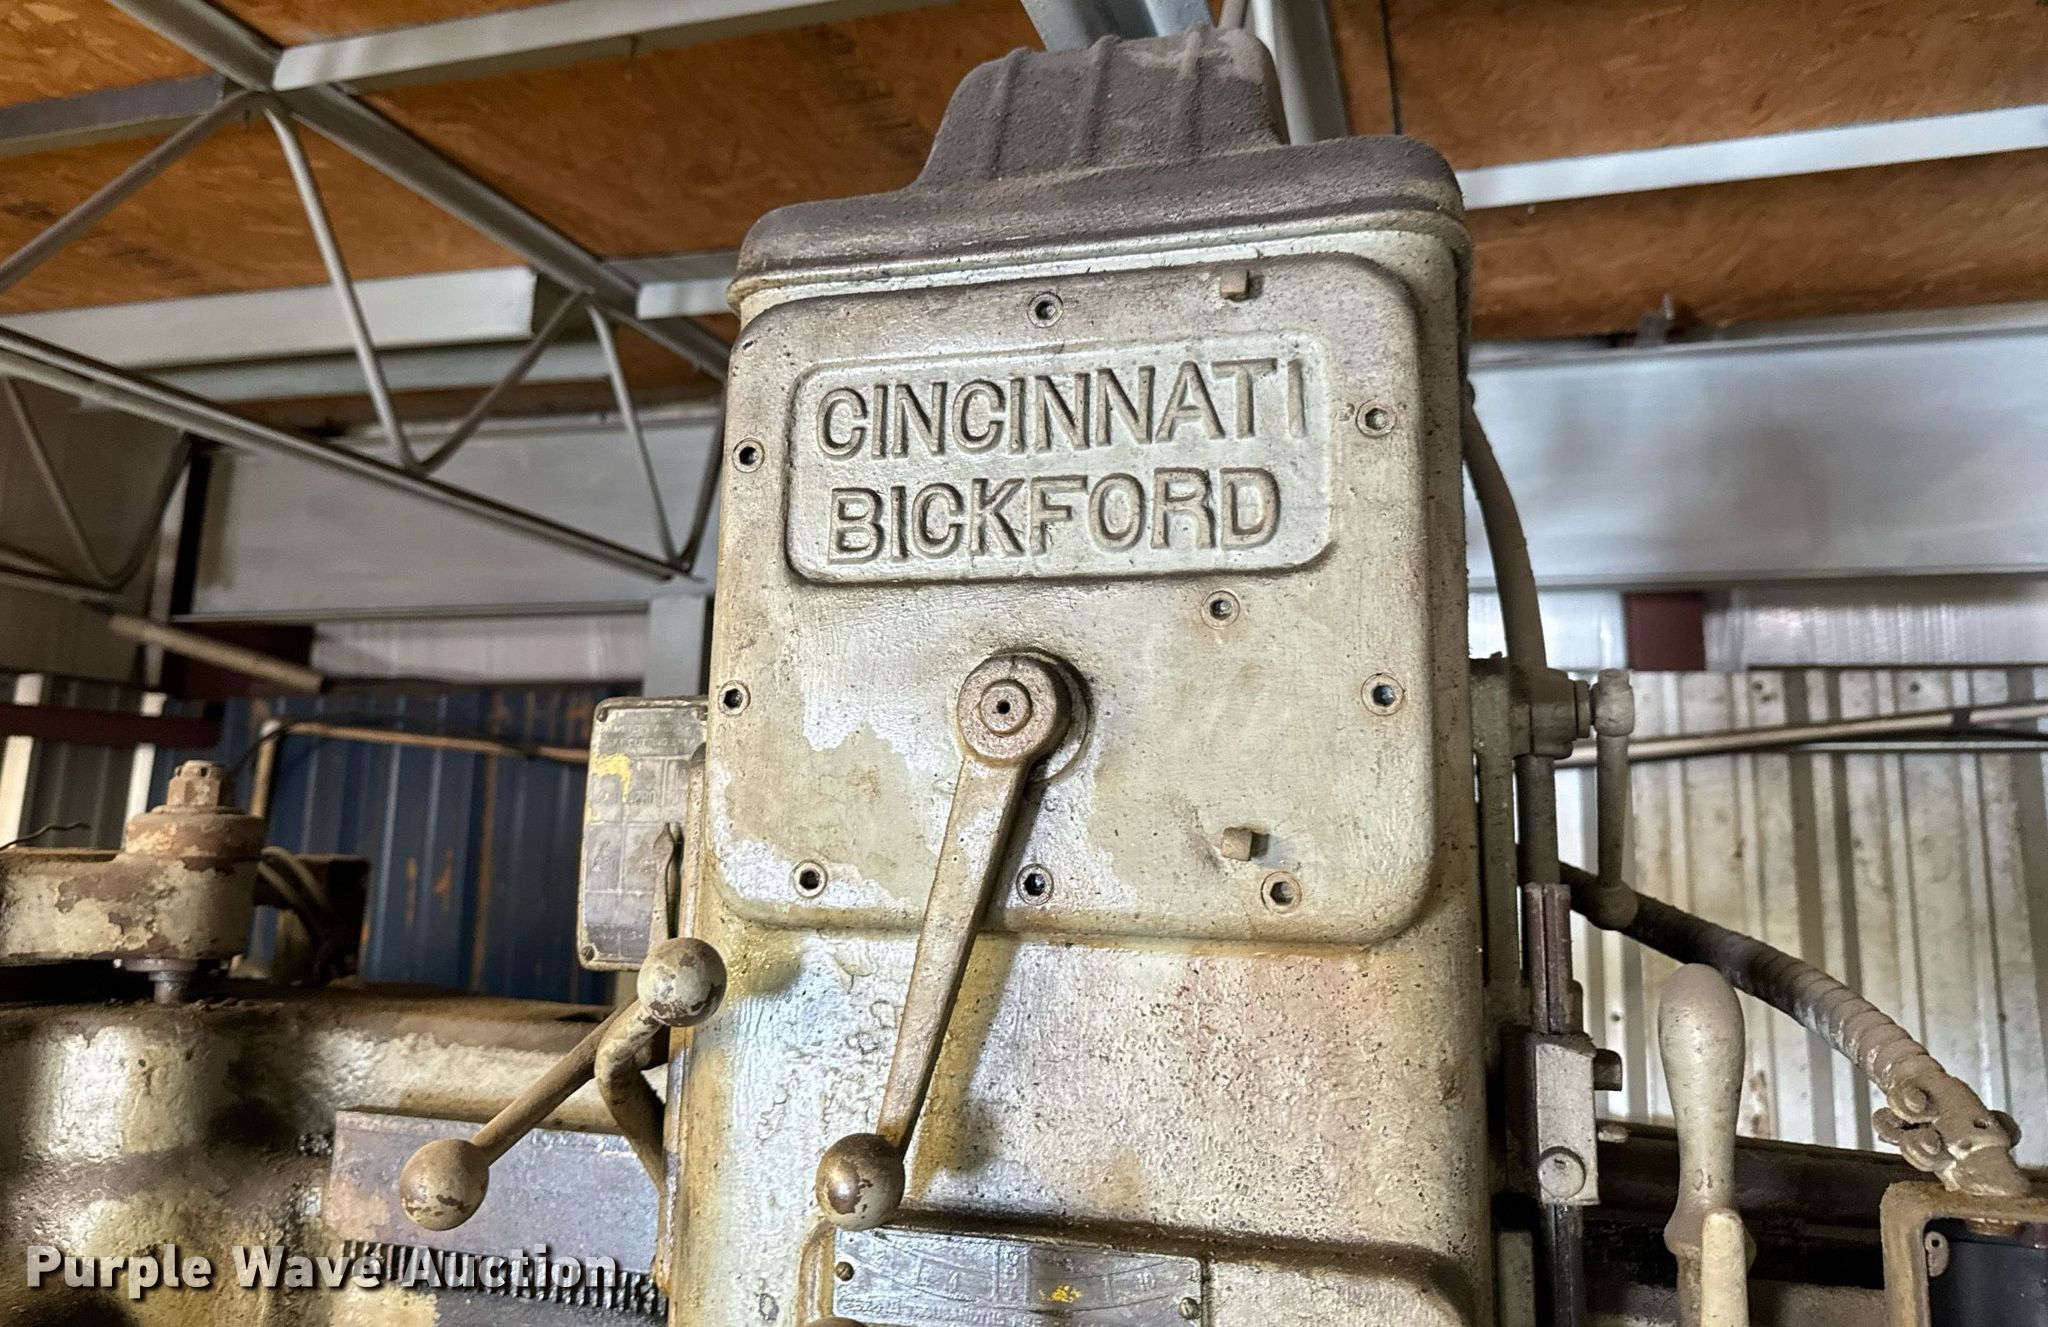 CINCINNATI
BICKFORD
Purple Wave Auction